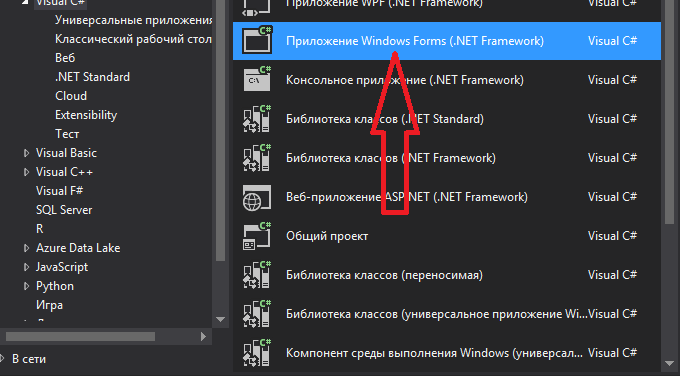 Visual C#
Универсальные приложения
Классический рабочий стол
Веб
.NET Standard
Cloud
Extensibility
Тест
Visual Basic
Visual C++
Visual F#
SQL Server
R
Azure Data Lake
JavaScript
Python
Игра
В сети
Приложение WPF (.NET Framework) Visual C#
Приложение Windows Forms (.NET Framework) Visual C#
Консольное приложение (.NET Framework) Visual C#
Библиотека классов (.NET Standard) Visual C#
Библиотека классов (.NET Framework) Visual C#
Веб-приложение ASP.NET (.NET Framework) Visual C#
Общий проект Visual C#
Библиотека классов (переносимая) Visual C#
Библиотека классов (универсальное приложение Wi... Visual C#
Компонент среды выполнения Windows (универсал... Visual C#